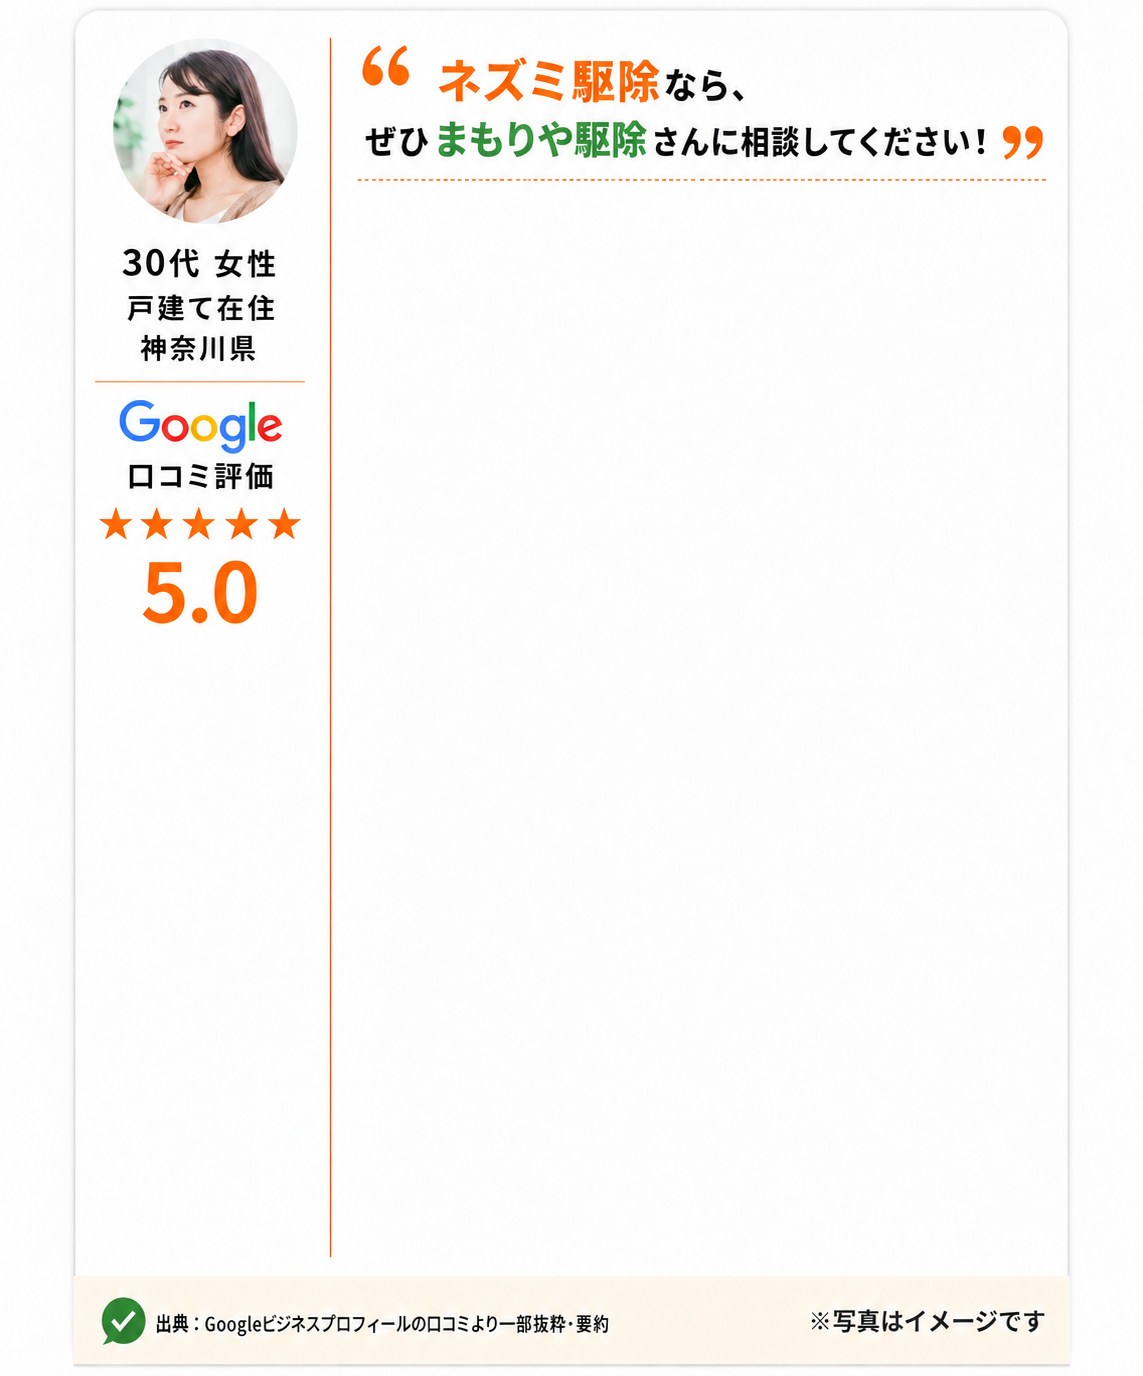 30代 女性
戸建て在住
神奈川県
Google
口コミ評価
★★★★★
5.0
“ネズミ駆除なら、
ぜひまもりや駆除さんに相談してください！”
出典：Googleビジネスプロフィールの口コミより一部抜粋・要約
※写真はイメージです